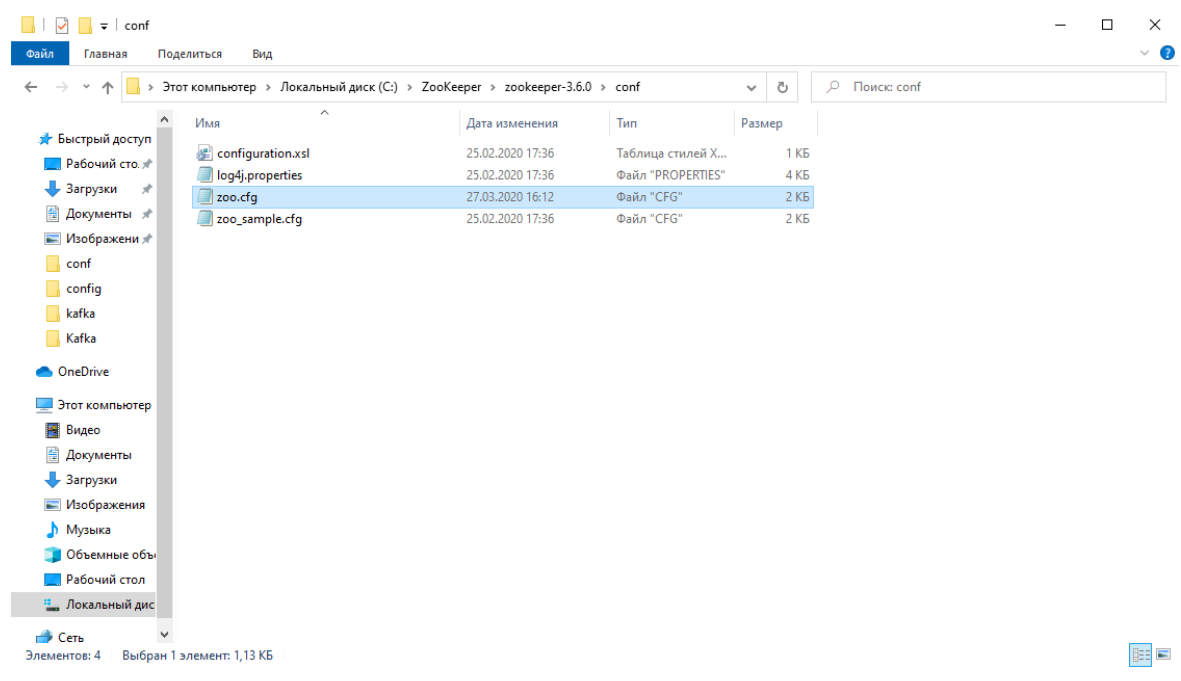 conf
Файл Главная Поделиться Вид
Этот компьютер › Локальный диск (C:) › ZooKeeper › zookeeper-3.6.0 › conf
Поиск: conf
Имя Дата изменения Тип Размер
configuration.xsl 25.02.2020 17:36 Таблица стилей X... 1 КБ
log4j.properties 25.02.2020 17:36 Файл "PROPERTIES" 4 КБ
zoo.cfg 27.03.2020 16:12 Файл "CFG" 2 КБ
zoo_sample.cfg 25.02.2020 17:36 Файл "CFG" 2 КБ
Быстрый доступ
Рабочий сто
Загрузки
Документы
Изображени
conf
config
kafka
Kafka
OneDrive
Этот компьютер
Видео
Документы
Загрузки
Изображения
Музыка
Объемные объ
Рабочий стол
Локальный дис
Сеть
Элементов: 4 Выбран 1 элемент: 1,13 КБ